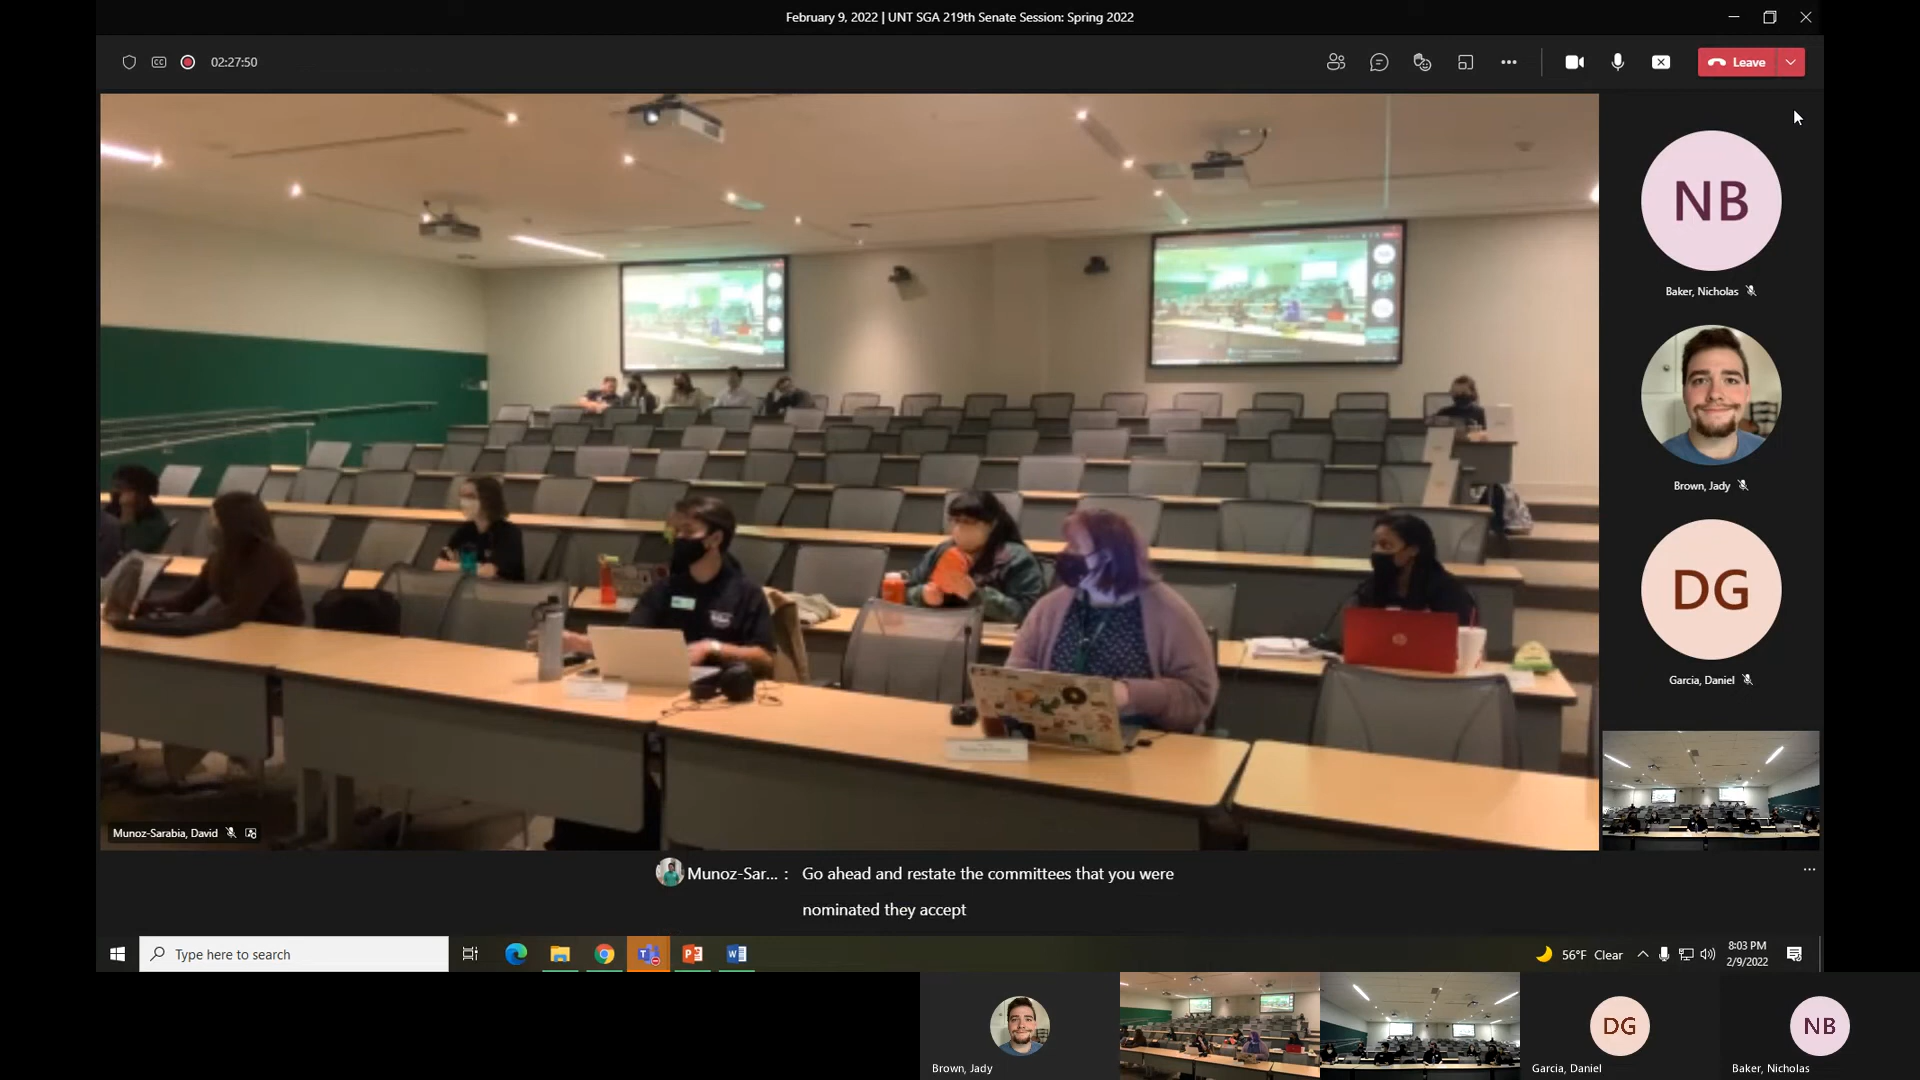 February 9, 2022 | UNT SGA 219th Senate Session: Spring 2022
CC
02:27:50
Leave
NB
Baker, Nicholas
Brown, Jady
DG
Garcia, Daniel
Munoz-Sarabia, David
Munoz-Sar... : Go ahead and restate the committees that you were
nominated they accept
Type here to search
56°F Clear
8:03 PM
2/9/2022
DG
NB
Brown, Jady
Garcia, Daniel
Baker, Nicholas